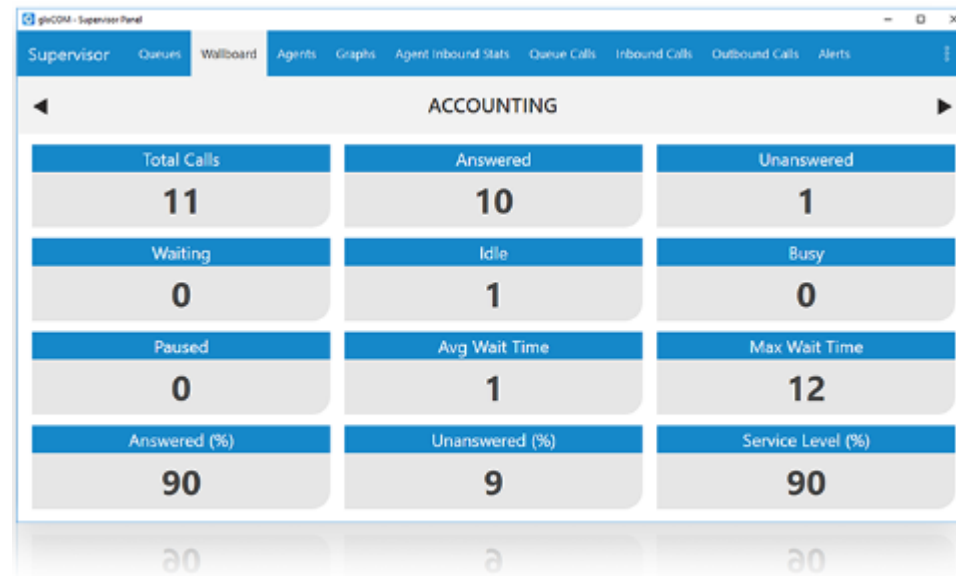 gloCOM - Supervisor Panel
Supervisor Queues Wallboard Agents Graphs Agent Inbound Stats Queue Calls Inbound Calls Outbound Calls Alerts
ACCOUNTING
Total Calls Answered Unanswered
11 10 1
Waiting Idle Busy
0 1 0
Paused Avg Wait Time Max Wait Time
0 1 12
Answered (%) Unanswered (%) Service Level (%)
90 9 90